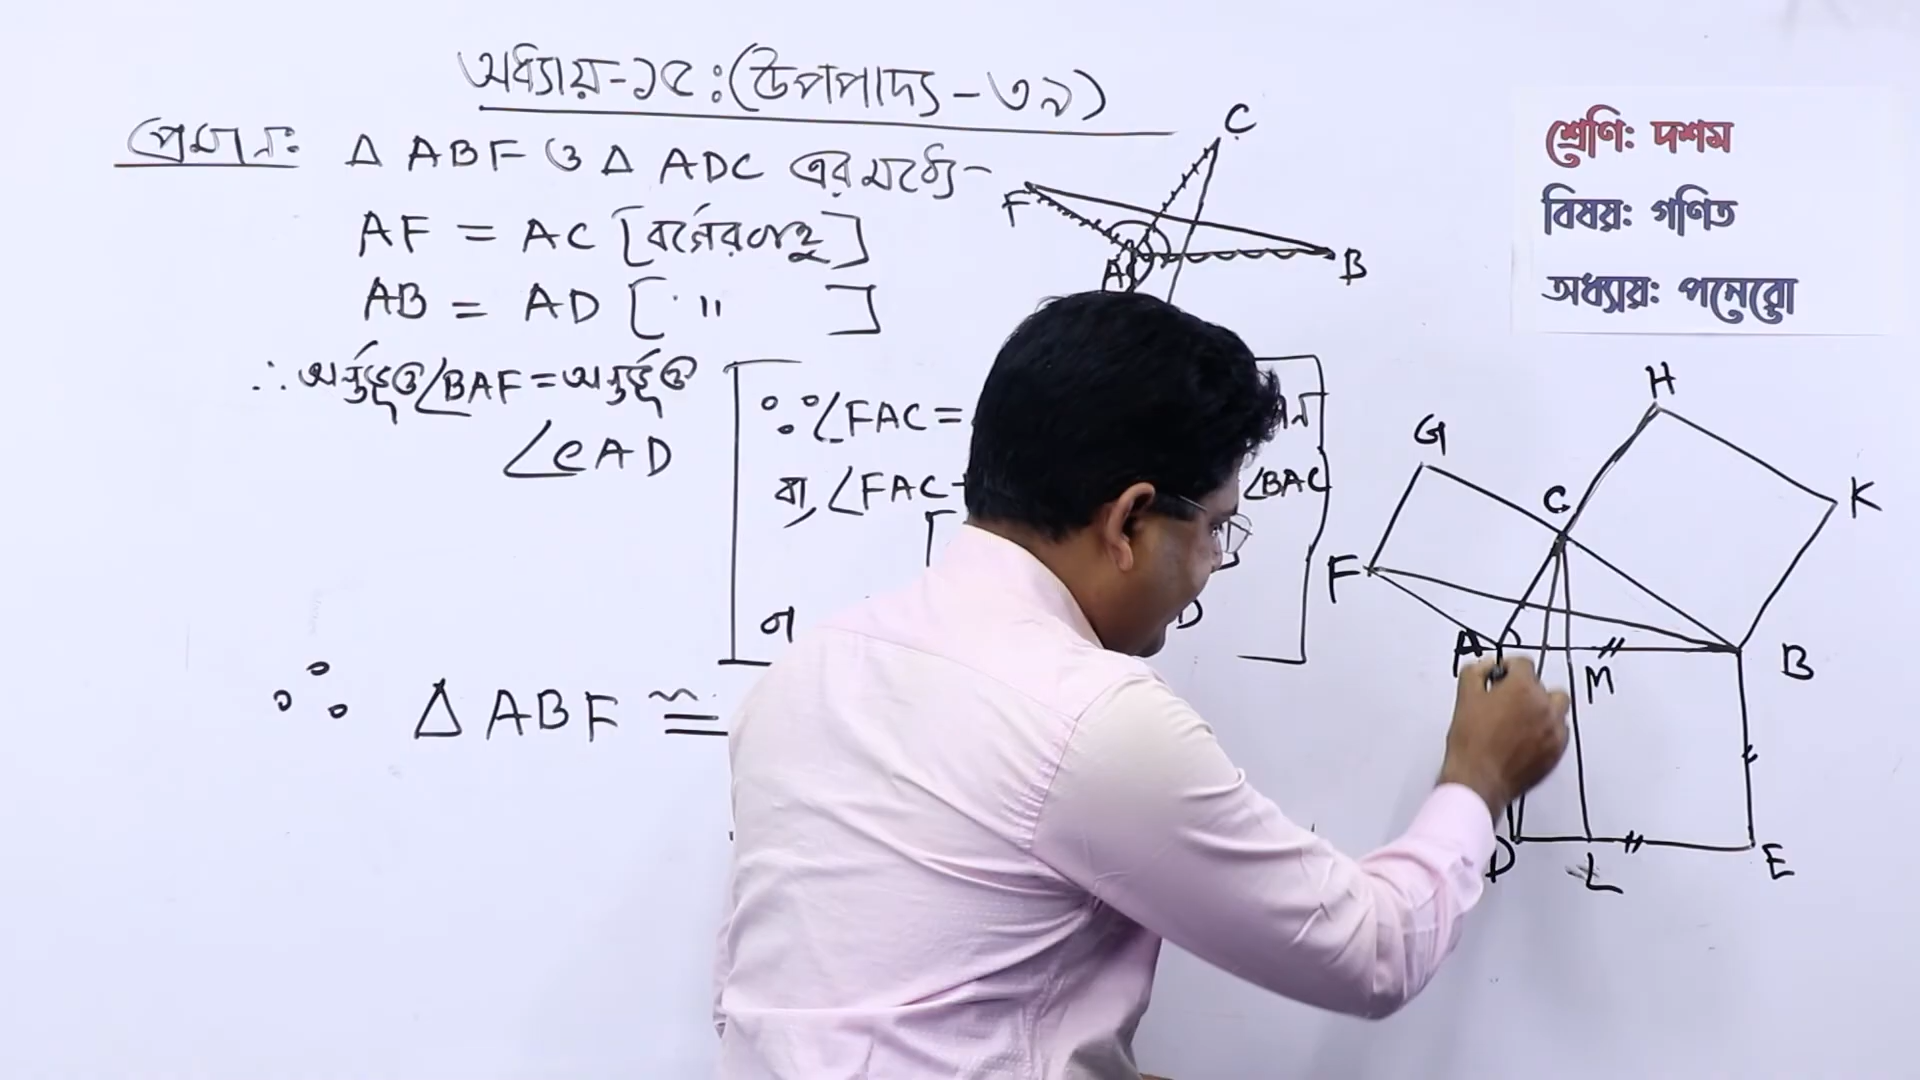 অধ্যায়-১৫:(উপপাদ্য-৩৯)
প্রমাণ: Δ ABF ও Δ ADC এর মধ্যে-
AF = AC [বর্গের বাহু]
AB = AD [ " ]
∴ অন্তর্ভূক্ত ∠BAF = অন্তর্ভূক্ত
∠CAD
∵ ∠FAC =
বা, ∠FAC
∠BAC
বা
D
∴ Δ ABF ≅
C
F
A
B
শ্রেণি: দশম
বিষয়: গণিত
অধ্যায়: পনেরো
H
G
C
K
F
A
M
B
D
L
E